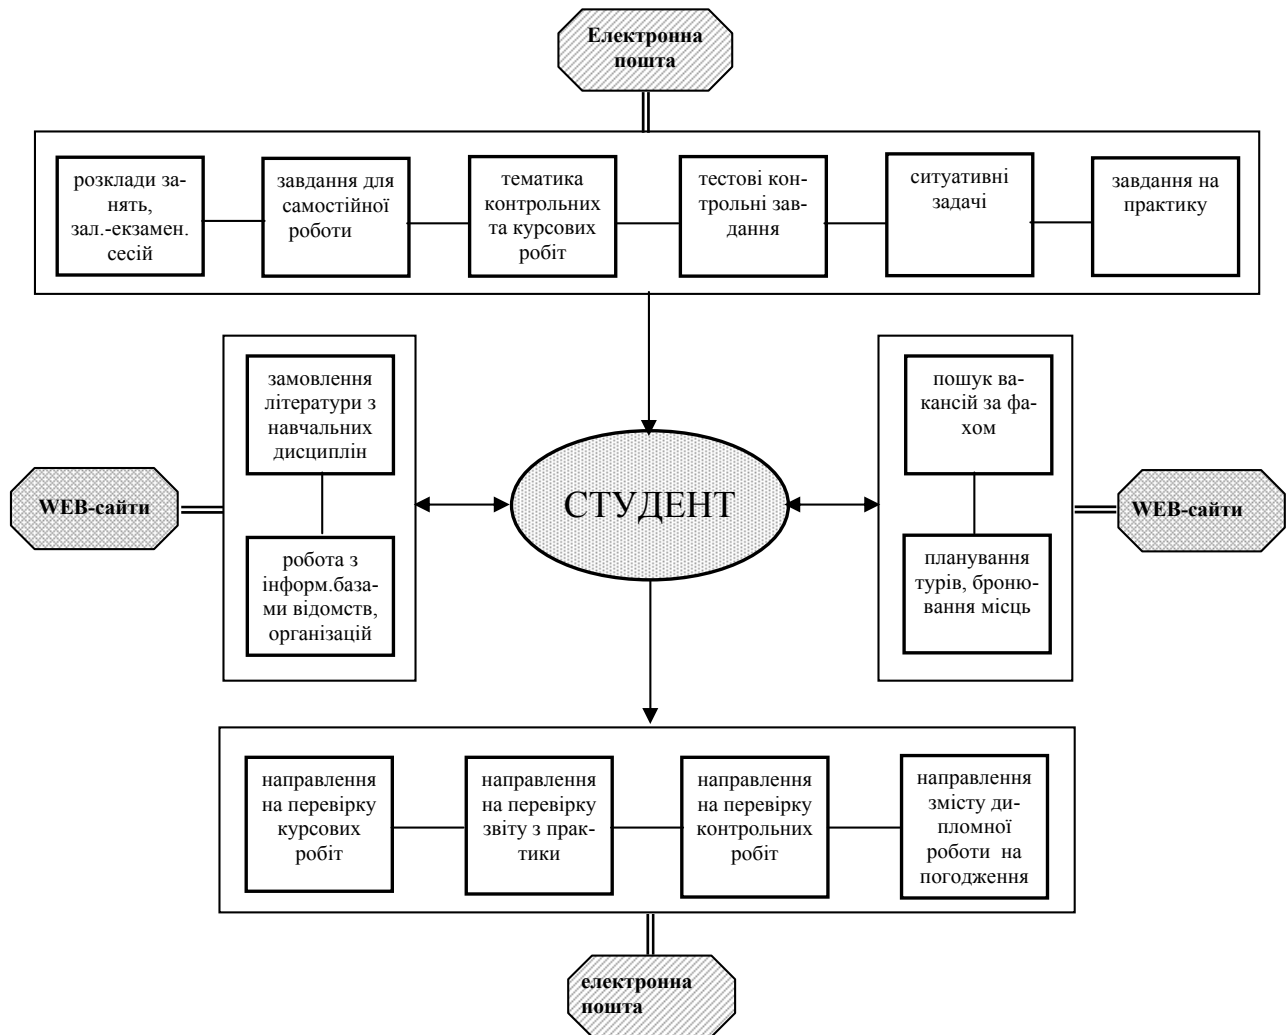 Електронна
пошта
розклади за-
нять,
зал.-екзамен.
сесій
завдання для
самостійної
роботи
тематика
контрольних
та курсових
робіт
тестові кон-
трольні зав-
дання
ситуативні
задачі
завдання на
практику
замовлення
літератури з
навчальних
дисциплін
пошук ва-
кансій за фа-
хом
WEB-сайти
СТУДЕНТ
WEB-сайти
робота з
інформ.база-
ми відомств,
організацій
планування
турів, броню-
вання місць
направлення
на перевірку
курсових
робіт
направлення
на перевірку
звіту з прак-
тики
направлення
на перевірку
контрольних
робіт
направлення
змісту ди-
пломної
роботи на
погодження
електронна
пошта